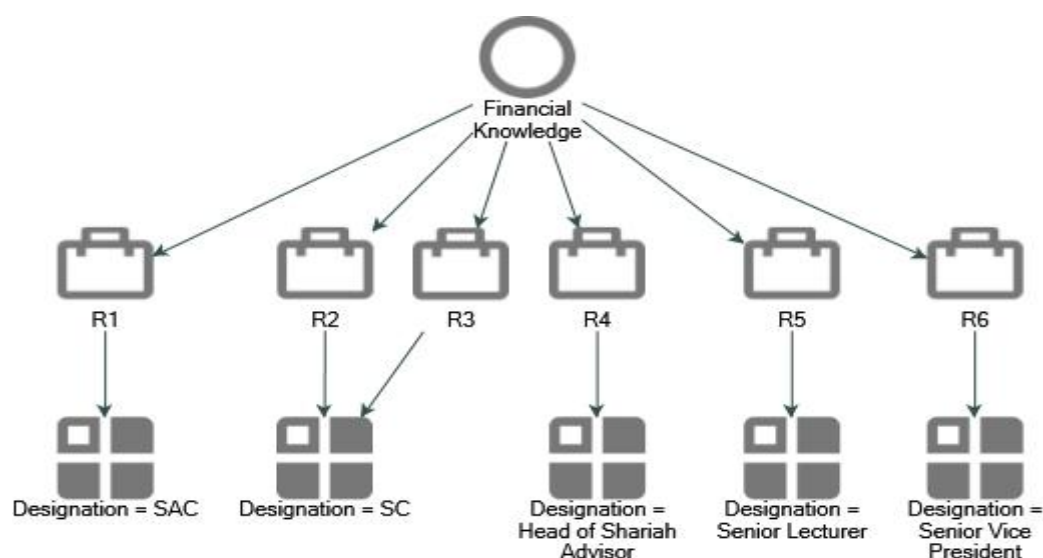 Financial
Knowledge
R1
R2
R3
R4
R5
R6
Designation = SAC
Designation = SC
Designation =
Head of Shariah
Advisor
Designation =
Senior Lecturer
Designation =
Senior Vice
President